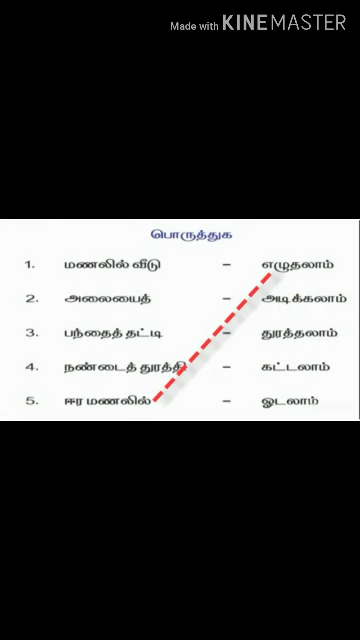 Made with KINEMASTER
பொருத்துக
1. மணலில் வீடு – எழுதலாம்
2. அலையைத் – அடிக்கலாம்
3. பந்தைத் தட்டி – துரத்தலாம்
4. நண்டைத் துரத்தி – கட்டலாம்
5. ஈர மணலில் – ஓடலாம்